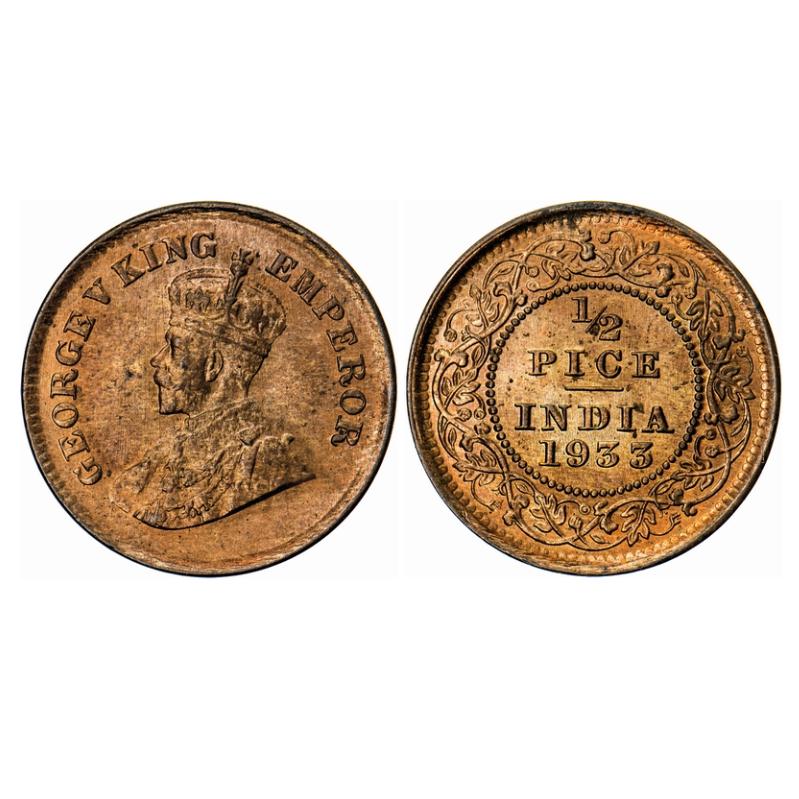 GEORGE V KING EMPEROR
1/2
PICE
INDIA
1933